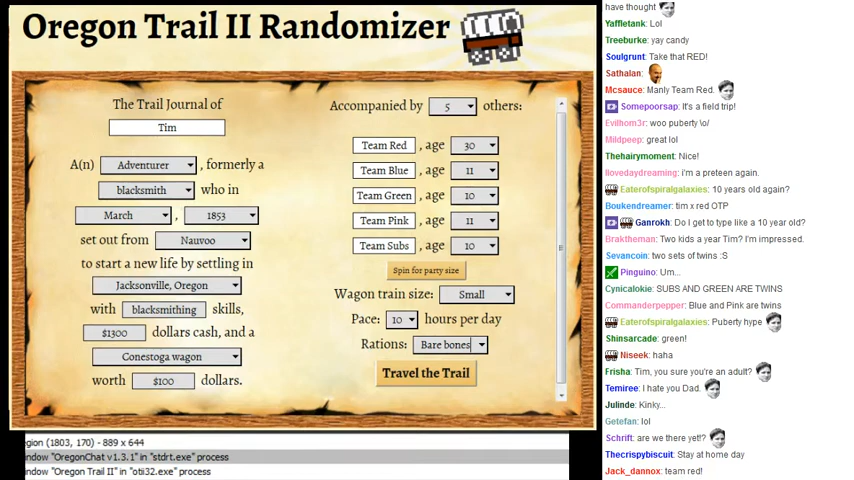 Oregon Trail II Randomizer
The Trail Journal of
Tim
A(n) Adventurer , formerly a
blacksmith who in
March , 1853
set out from Nauvoo
to start a new life by settling in
Jacksonville, Oregon
with blacksmithing skills,
$1300 dollars cash, and a
Conestoga wagon
worth $100 dollars.
Accompanied by 5 others:
Team Red , age 30
Team Blue , age 11
Team Green , age 10
Team Pink , age 11
Team Subs , age 10
Spin for party size
Wagon train size: Small
Pace: 10 hours per day
Rations: Bare bones
Travel the Trail
egion (1803, 170) - 889 x 644
ndow "OregonChat v1.3.1" in "stdrt.exe" process
ndow "Oregon Trail II" in "oti32.exe" process
have thought
Yaffletank: Lol
Treeburke: yay candy
Soulgrunt: Take that RED!
Sathalan:
Mcsauce: Manly Team Red.
Somepoorsap: It's a field trip!
Evilhom3r: woo puberty \o/
Mildpeep: great lol
Thehairymoment: Nice!
Ilovedaydreaming: i'm a preteen again.
Eaterofspiralgalaxies: 10 years old again?
Boukendreamer: tim x red OTP
Ganrokh: Do I get to type like a 10 year old?
Braktheman: Two kids a year Tim? I'm impressed.
Sevancoin: two sets of twins :S
Pinguino: Um...
Cynicalokie: SUBS AND GREEN ARE TWINS
Commanderpepper: Blue and Pink are twins
Eaterofspiralgalaxies: Puberty hype
Shinsarcade: green!
Niseek: haha
Frisha: Tim, you sure you're an adult?
Temiree: I hate you Dad.
Julinde: Kinky...
Getefan: lol
Schrift: are we there yet!?
Thecrispybiscuit: Stay at home day
Jack_dannox: team red!